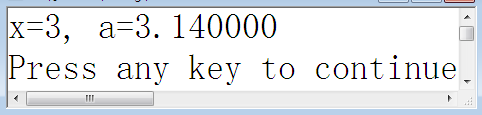 x=3, a=3.140000
Press any key to continue